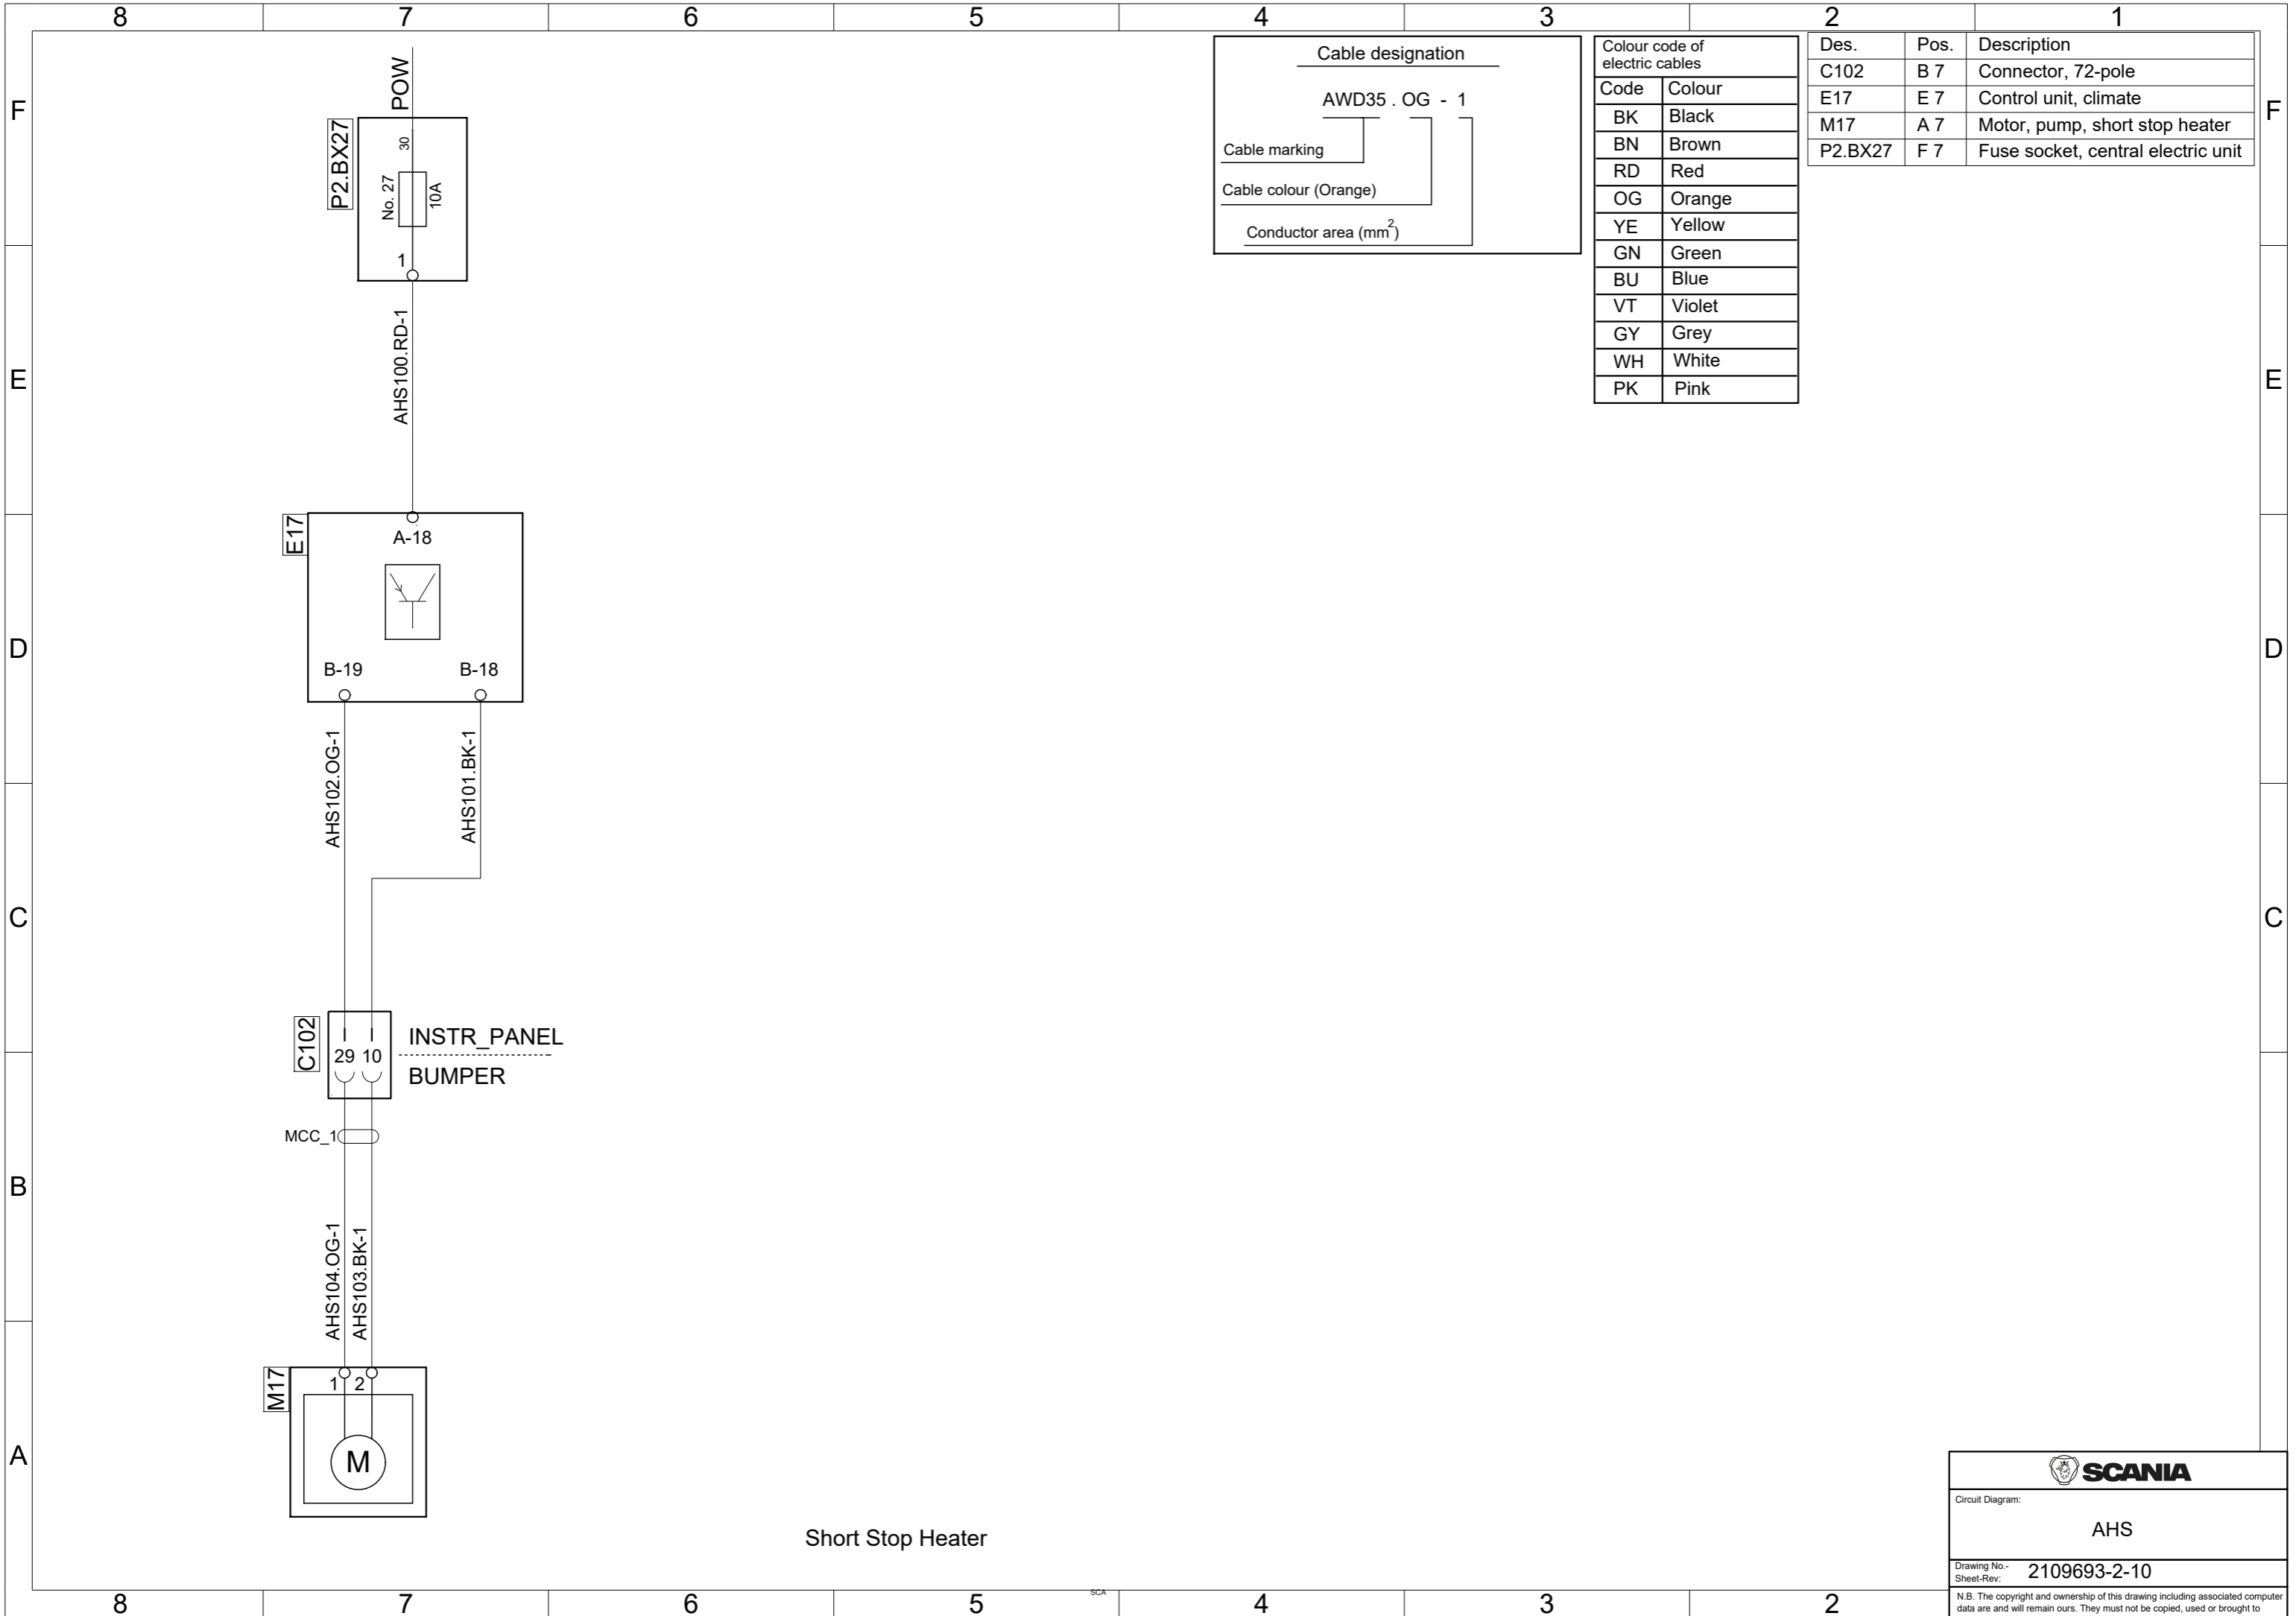 8 7 6 5 4 3 2 1
F
E
D
C
B
A
POW
P2.BX27
30
No. 27
10A
1
AHS100.RD-1
E17
A-18
B-19 B-18
AHS102.OG-1
AHS101.BK-1
C102
29 10
INSTR_PANEL
BUMPER
MCC_1
AHS104.OG-1
AHS103.BK-1
M17
1 2
M
Short Stop Heater
Cable designation
AWD35 . OG - 1
Cable marking
Cable colour (Orange)
Conductor area (mm2)
Colour code of
electric cables
Code Colour
BK Black
BN Brown
RD Red
OG Orange
YE Yellow
GN Green
BU Blue
VT Violet
GY Grey
WH White
PK Pink
Des. Pos. Description
C102 B 7 Connector, 72-pole
E17 E 7 Control unit, climate
M17 A 7 Motor, pump, short stop heater
P2.BX27 F 7 Fuse socket, central electric unit
F
E
D
C
SCANIA
Circuit Diagram:
AHS
Drawing No.-
Sheet-Rev: 2109693-2-10
N.B. The copyright and ownership of this drawing including associated computer
data are and will remain ours. They must not be copied, used or brought to
SCA
8 7 6 5 4 3 2